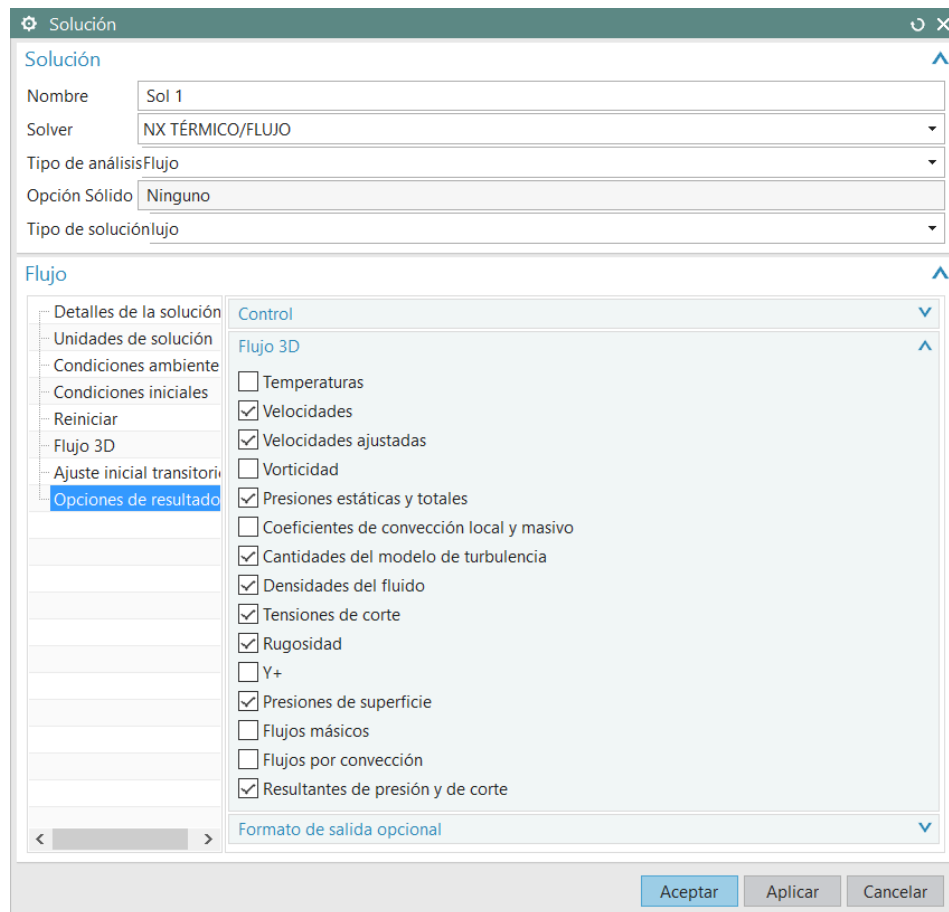 Solución
Solución
Nombre Sol 1
Solver NX TÉRMICO/FLUJO
Tipo de análisis Flujo
Opción Sólido Ninguno
Tipo de solución lujo
Flujo
Detalles de la solución
Unidades de solución
Condiciones ambiente
Condiciones iniciales
Reiniciar
Flujo 3D
Ajuste inicial transitori
Opciones de resultado
Control
Flujo 3D
Temperaturas
Velocidades
Velocidades ajustadas
Vorticidad
Presiones estáticas y totales
Coeficientes de convección local y masivo
Cantidades del modelo de turbulencia
Densidades del fluido
Tensiones de corte
Rugosidad
Y+
Presiones de superficie
Flujos másicos
Flujos por convección
Resultantes de presión y de corte
Formato de salida opcional
Aceptar Aplicar Cancelar